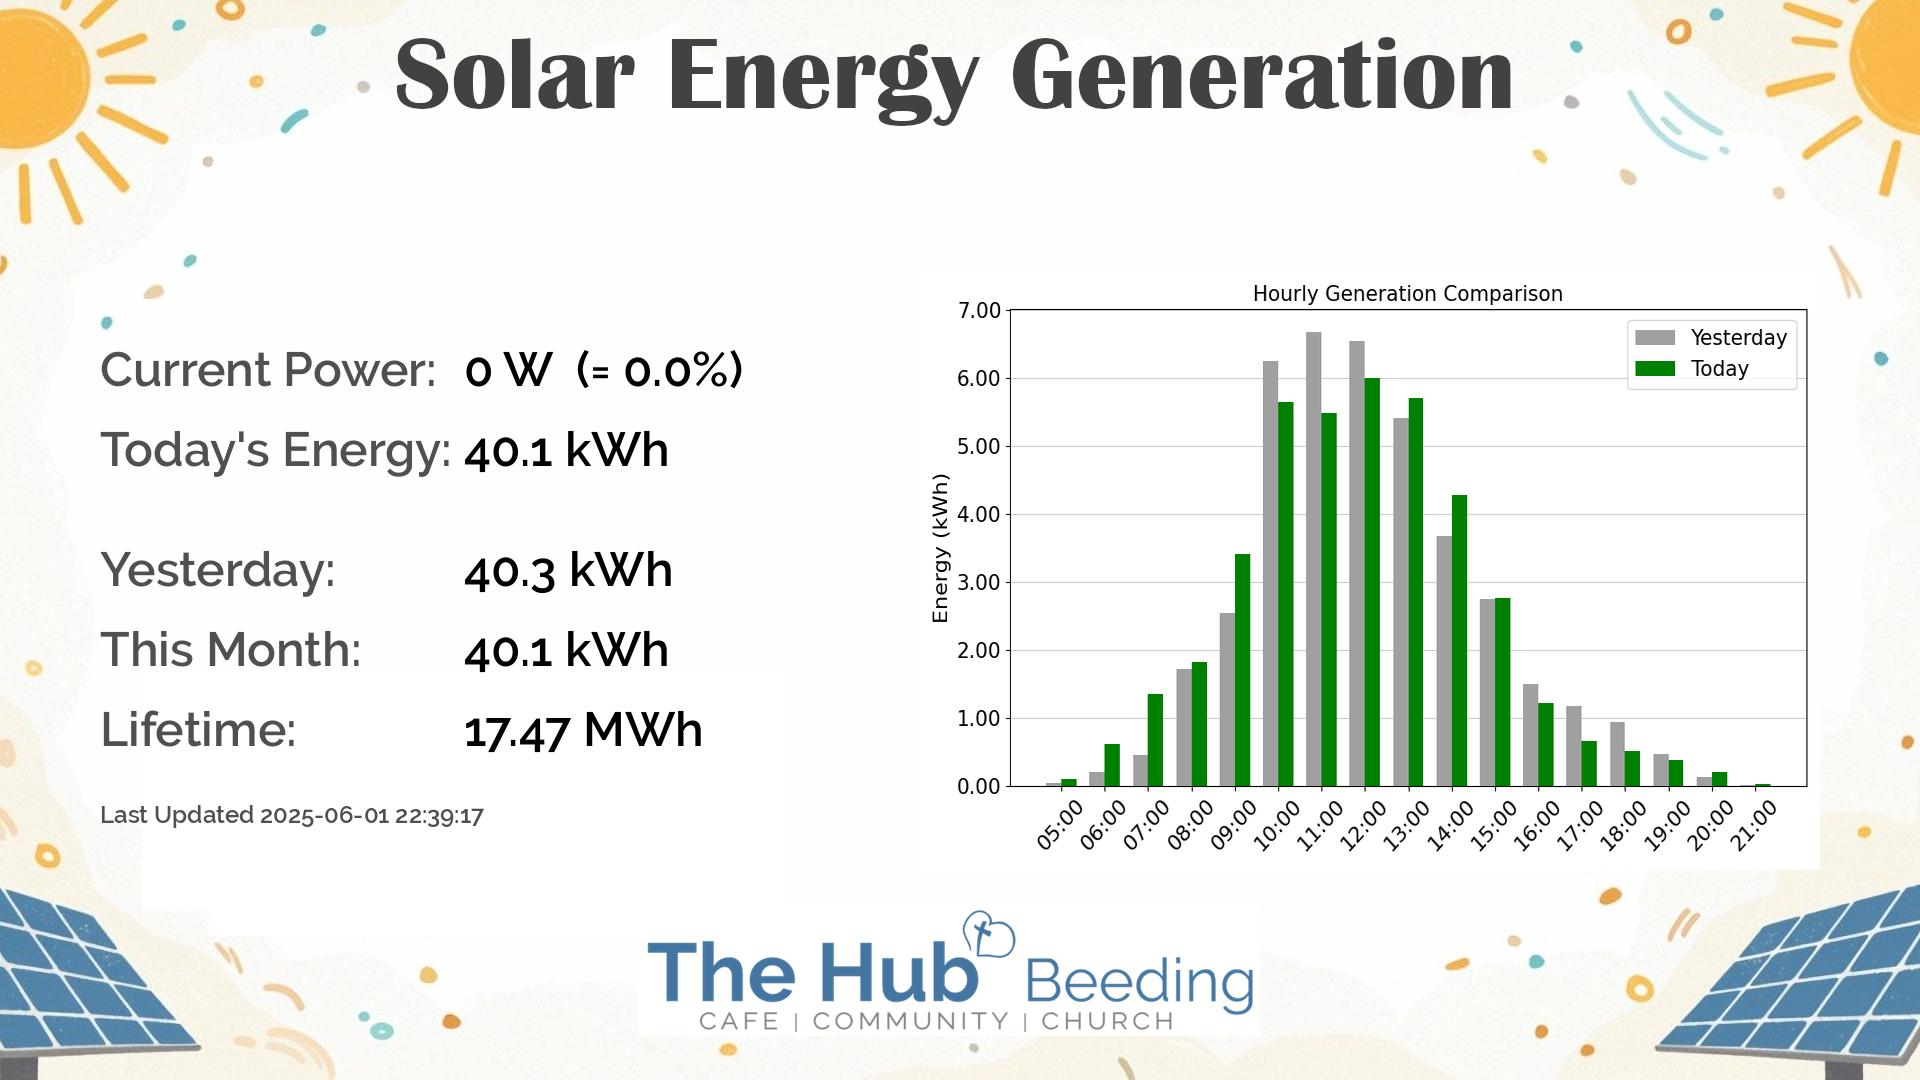 Solar Energy Generation
Current Power: 0 W (= 0.0%)
Today's Energy: 40.1 kWh
Yesterday: 40.3 kWh
This Month: 40.1 kWh
Lifetime: 17.47 MWh
Last Updated 2025-06-01 22:39:17
Hourly Generation Comparison
Yesterday
Today
Energy (kWh)
7.00
6.00
5.00
4.00
3.00
2.00
1.00
0.00
05:00 06:00 07:00 08:00 09:00 10:00 11:00 12:00 13:00 14:00 15:00 16:00 17:00 18:00 19:00 20:00 21:00
The Hub Beeding
CAFE | COMMUNITY | CHURCH